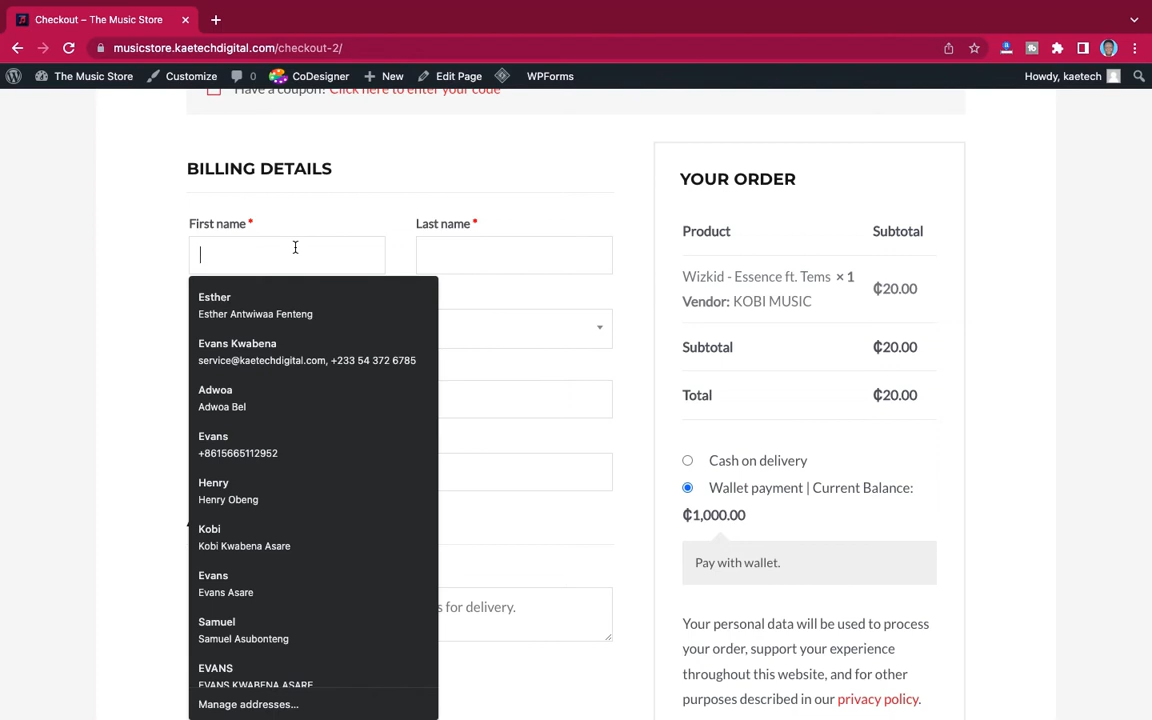 Checkout – The Music Store
musicstore.kaetechdigital.com/checkout-2/
The Music Store
Customize
0
CoDesigner
New
Edit Page
WPForms
Howdy, kaetech
Have a coupon? Click here to enter your code
BILLING DETAILS
First name *
Last name *
Esther
Esther Antwiwaa Fenteng
Evans Kwabena
service@kaetechdigital.com, +233 54 372 6785
Adwoa
Adwoa Bel
Evans
+8615665112952
Henry
Henry Obeng
Kobi
Kobi Kwabena Asare
Evans
Evans Asare
Samuel
Samuel Asubonteng
EVANS
EVANS KWABENA ASARE
Manage addresses...
s for delivery.
YOUR ORDER
Product Subtotal
Wizkid - Essence ft. Tems × 1 ₵20.00
Vendor: KOBI MUSIC
Subtotal ₵20.00
Total ₵20.00
Cash on delivery
Wallet payment | Current Balance:
₵1,000.00
Pay with wallet.
Your personal data will be used to process
your order, support your experience
throughout this website, and for other
purposes described in our privacy policy.